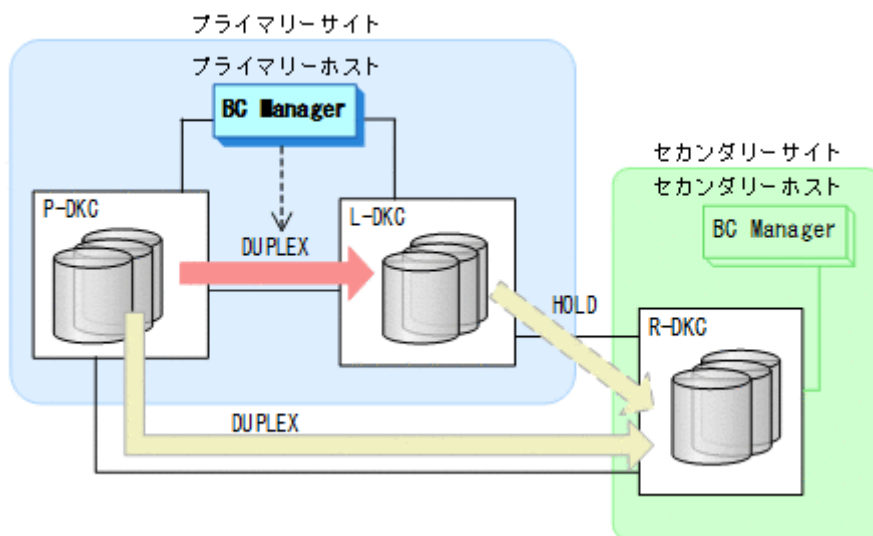 プライマリーサイト
プライマリーホスト
BC Manager
セカンダリーサイト
セカンダリーホスト
P-DKC
L-DKC
BC Manager
DUPLEX
HOLD
R-DKC
DUPLEX